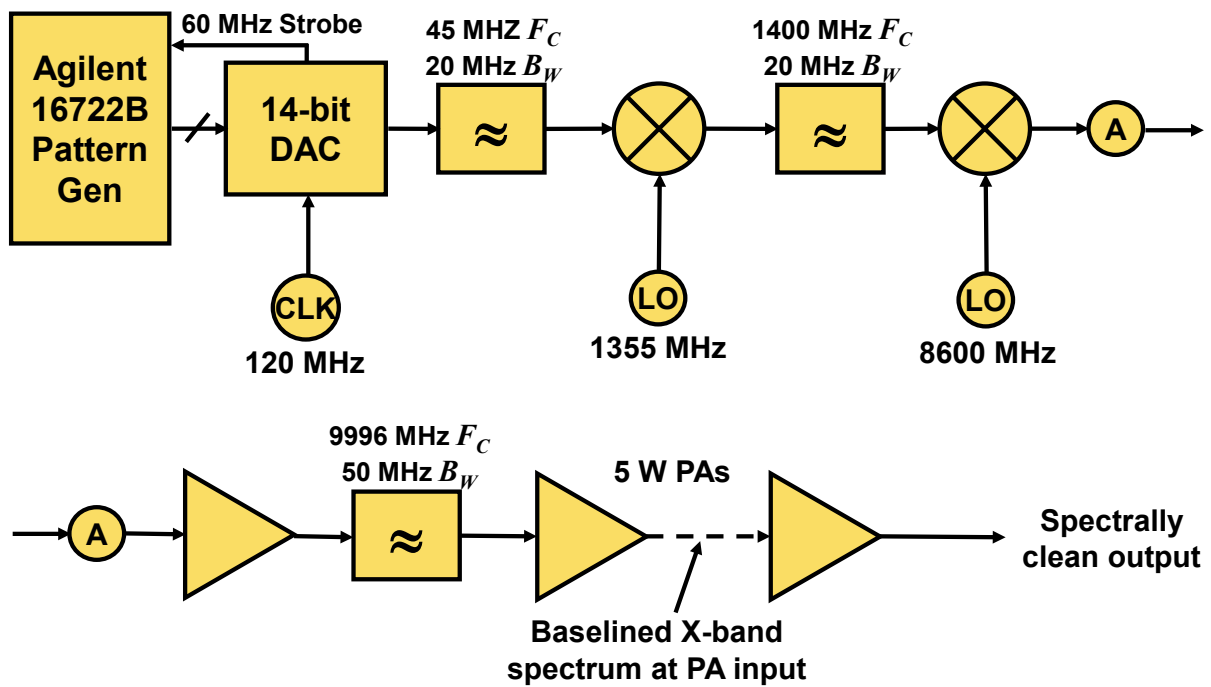 60 MHz Strobe
Agilent
16722B
Pattern
Gen
14-bit
DAC
CLK
120 MHz
45 MHZ F_C
20 MHz B_W
≈
LO
1355 MHz
1400 MHz F_C
20 MHz B_W
≈
LO
8600 MHz
A
A
9996 MHz F_C
50 MHz B_W
≈
5 W PAs
Baselined X-band
spectrum at PA input
Spectrally
clean output